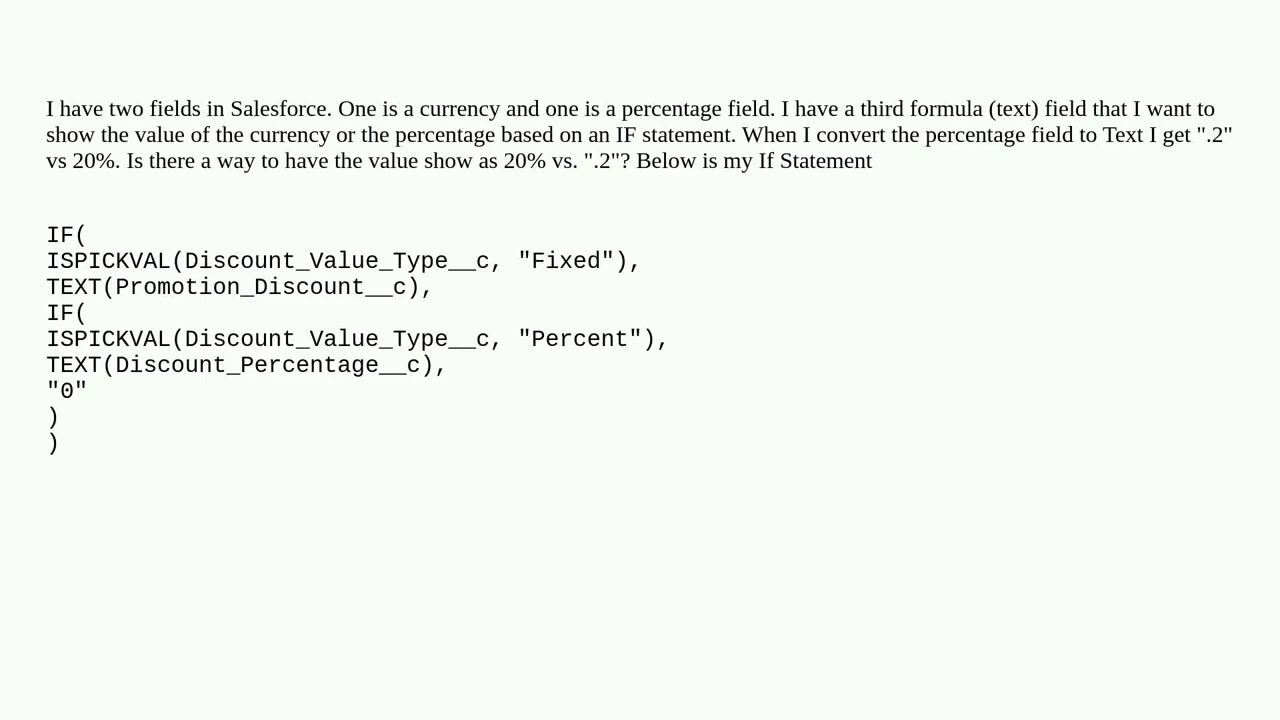 I have two fields in Salesforce. One is a currency and one is a percentage field. I have a third formula (text) field that I want to
show the value of the currency or the percentage based on an IF statement. When I convert the percentage field to Text I get ".2"
vs 20%. Is there a way to have the value show as 20% vs. ".2"? Below is my If Statement
IF(
ISPICKVAL(Discount_Value_Type__c, "Fixed"),
TEXT(Promotion_Discount__c),
IF(
ISPICKVAL(Discount_Value_Type__c, "Percent"),
TEXT(Discount_Percentage__c),
"0"
)
)